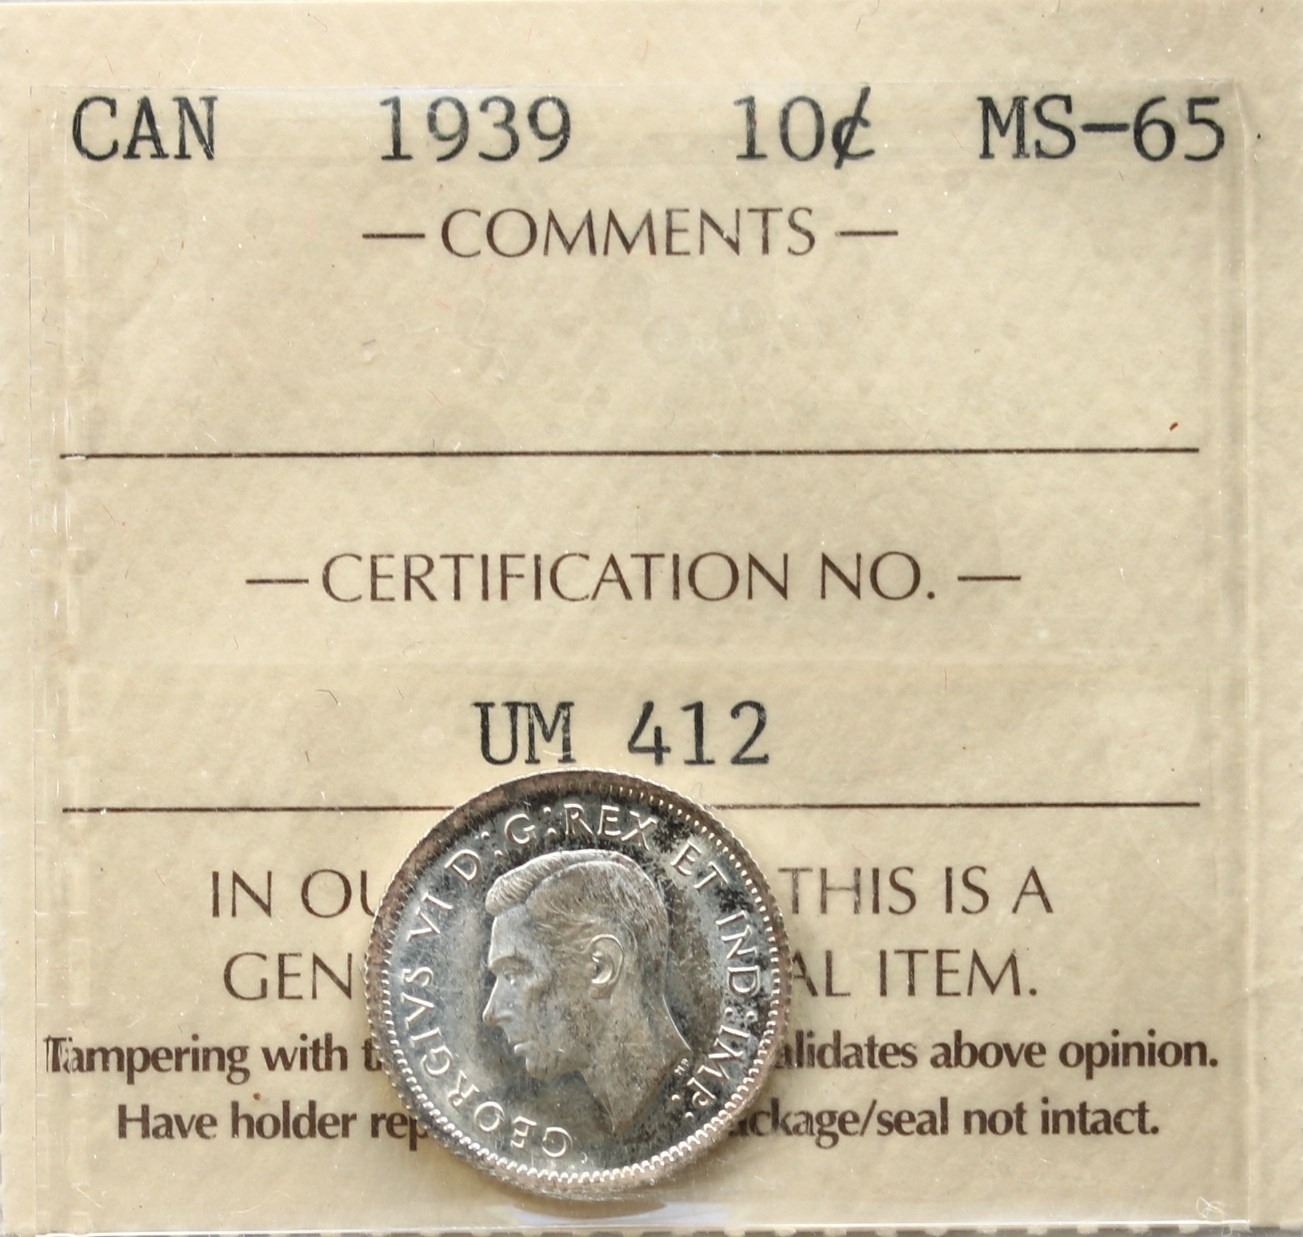 CAN 1939 10¢ MS-65
— COMMENTS —
— CERTIFICATION NO. —
UM 412
IN OU THIS IS A
GEN AL ITEM.
Tampering with t alidates above opinion.
Have holder rep ckage/seal not intact.
GEORGIVS VI D:G:REX ET IND:IMP: